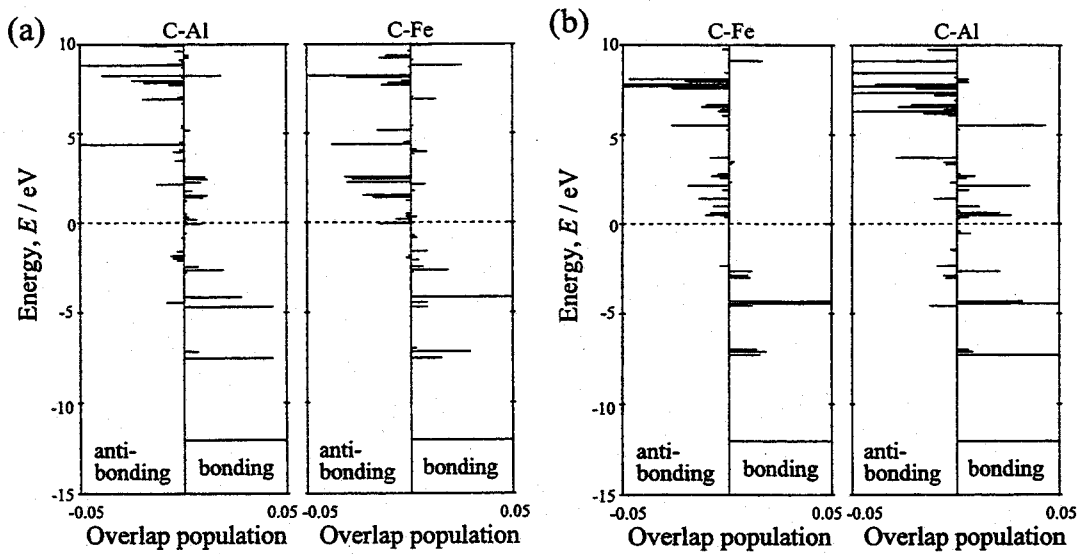 (a)
C-Al
C-Fe
10
5
0
-5
-10
-15
Energy, E / eV
anti-
bonding
bonding
anti-
bonding
bonding
-0.05
0.05
-0.05
0.05
Overlap population
Overlap population
(b)
C-Fe
C-Al
10
5
0
-5
-10
-15
Energy, E / eV
anti-
bonding
bonding
anti-
bonding
bonding
-0.05
0.05
-0.05
0.05
Overlap population
Overlap population